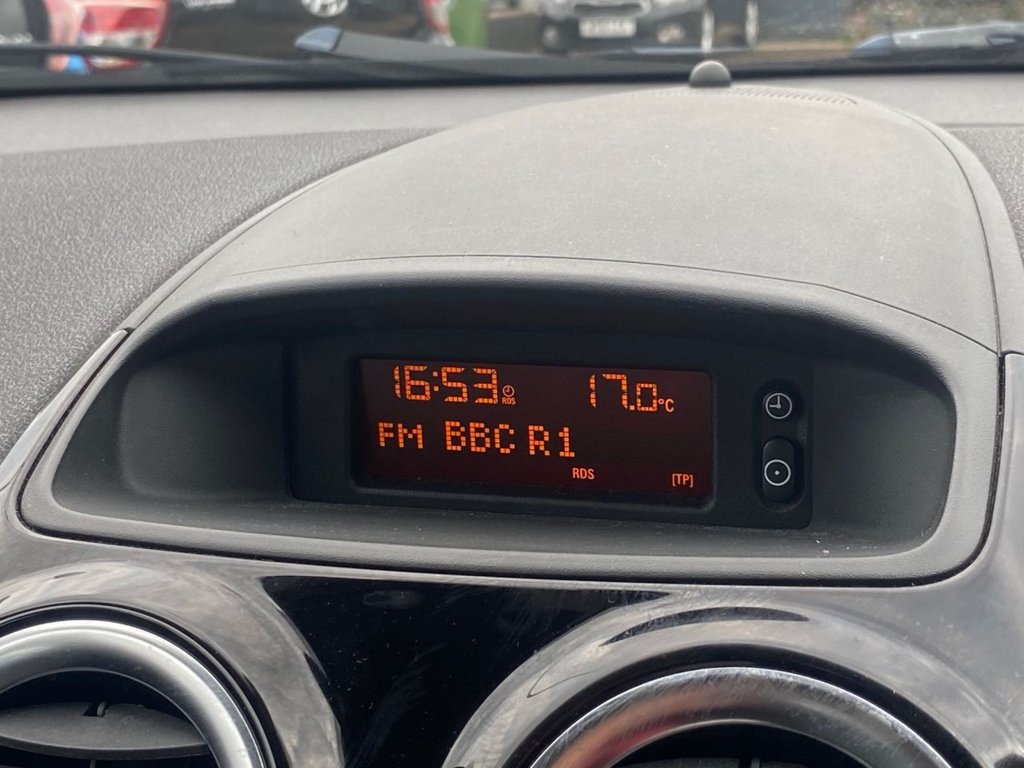 16:53 RDS 17.0°C
FM BBC R1
RDS [TP]